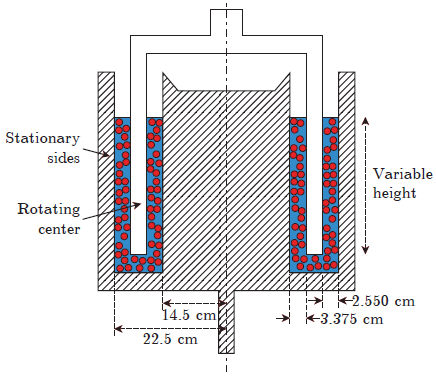 Stationary
sides
Rotating
center
Variable
height
2.550 cm
14.5 cm
3.375 cm
22.5 cm